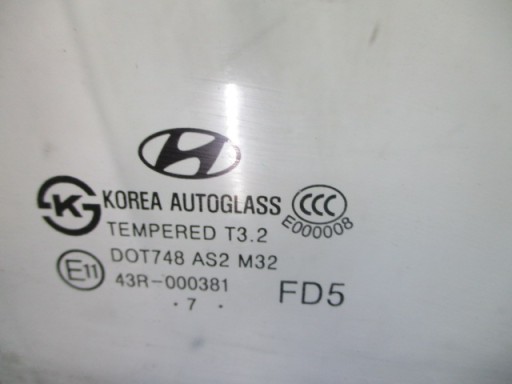 H
K KOREA AUTOGLASS CCC
E000008
TEMPERED T3.2
DOT748 AS2 M32
E11 43R-000381
· 7 · FD5